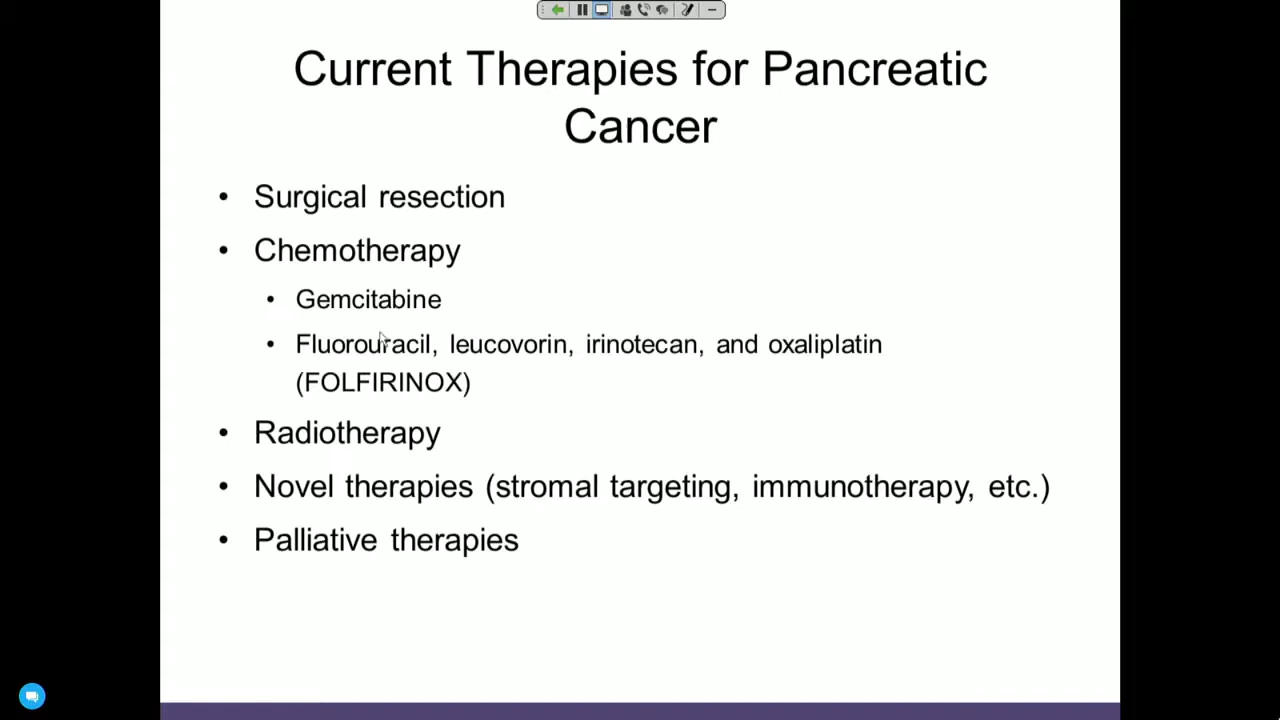 Current Therapies for Pancreatic
Cancer
• Surgical resection
• Chemotherapy
• Gemcitabine
• Fluorouracil, leucovorin, irinotecan, and oxaliplatin
(FOLFIRINOX)
• Radiotherapy
• Novel therapies (stromal targeting, immunotherapy, etc.)
• Palliative therapies